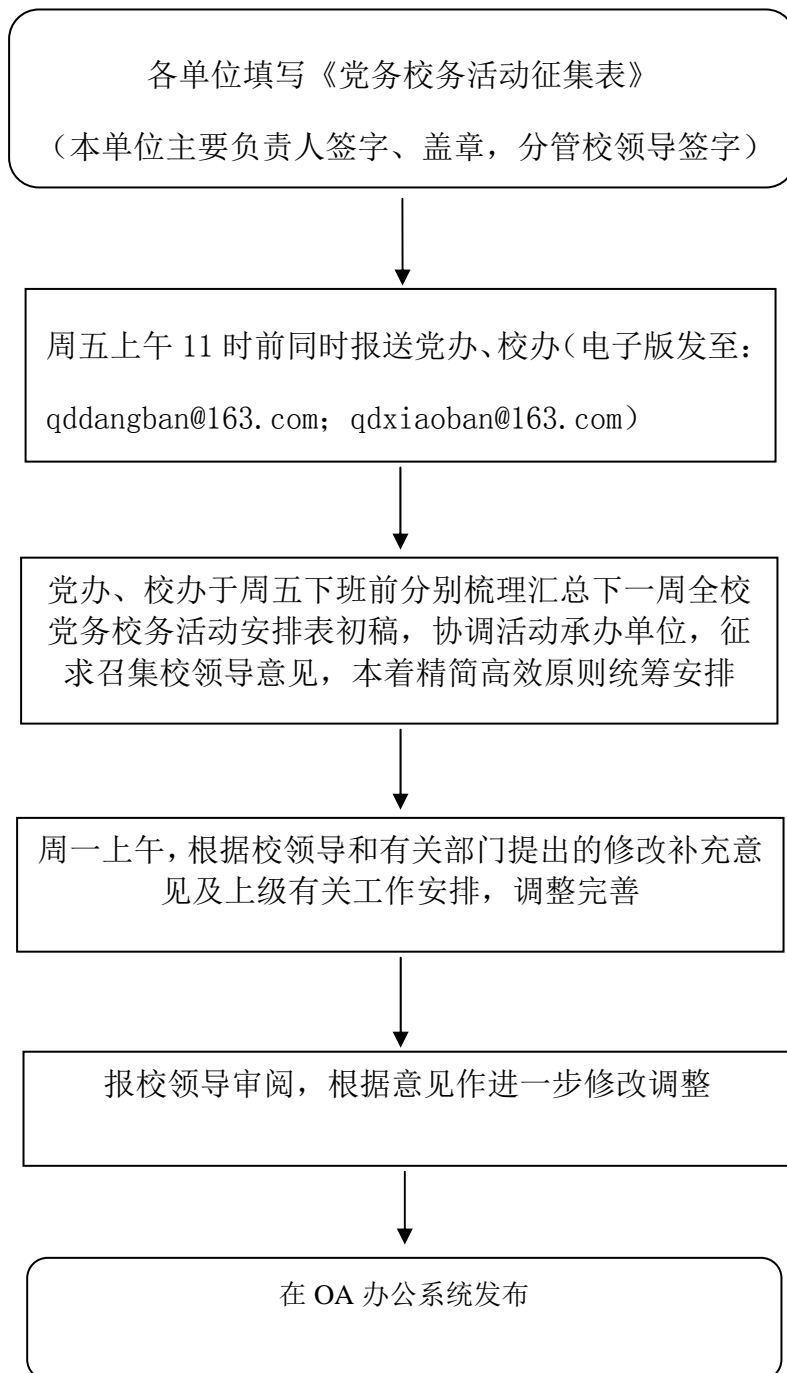 各单位填写《党务校务活动征集表》
（本单位主要负责人签字、盖章，分管校领导签字）
周五上午 11 时前同时报送党办、校办（电子版发至：
qddangban@163.com；qdxiaoban@163.com）
党办、校办于周五下班前分别梳理汇总下一周全校
党务校务活动安排表初稿，协调活动承办单位，征
求召集校领导意见，本着精简高效原则统筹安排
周一上午，根据校领导和有关部门提出的修改补充意
见及上级有关工作安排，调整完善
报校领导审阅，根据意见作进一步修改调整
在 OA 办公系统发布